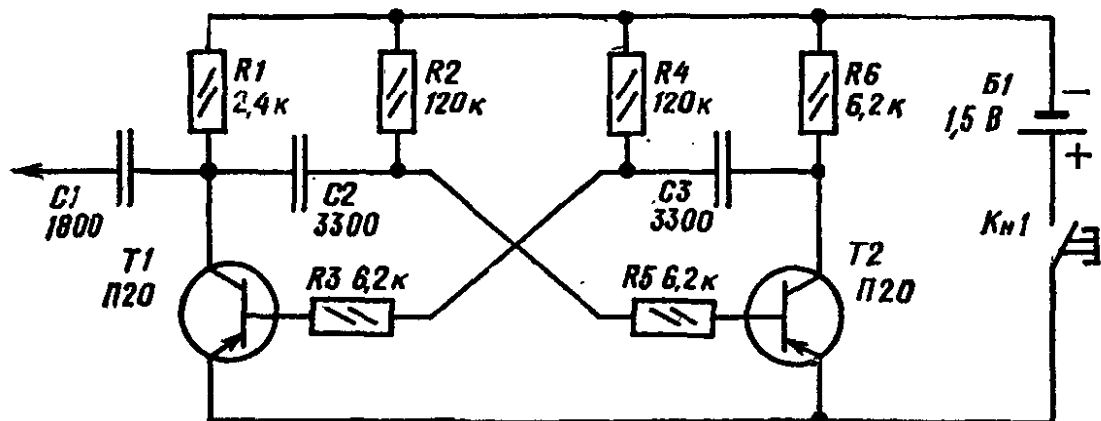 R1
2,4к
R2
120к
R4
120к
R6
6,2к
Б1
1,5 В
−
+
C1
1800
C2
3300
C3
3300
Кн1
T1
П20
R3 6,2к
R5 6,2к
T2
П20